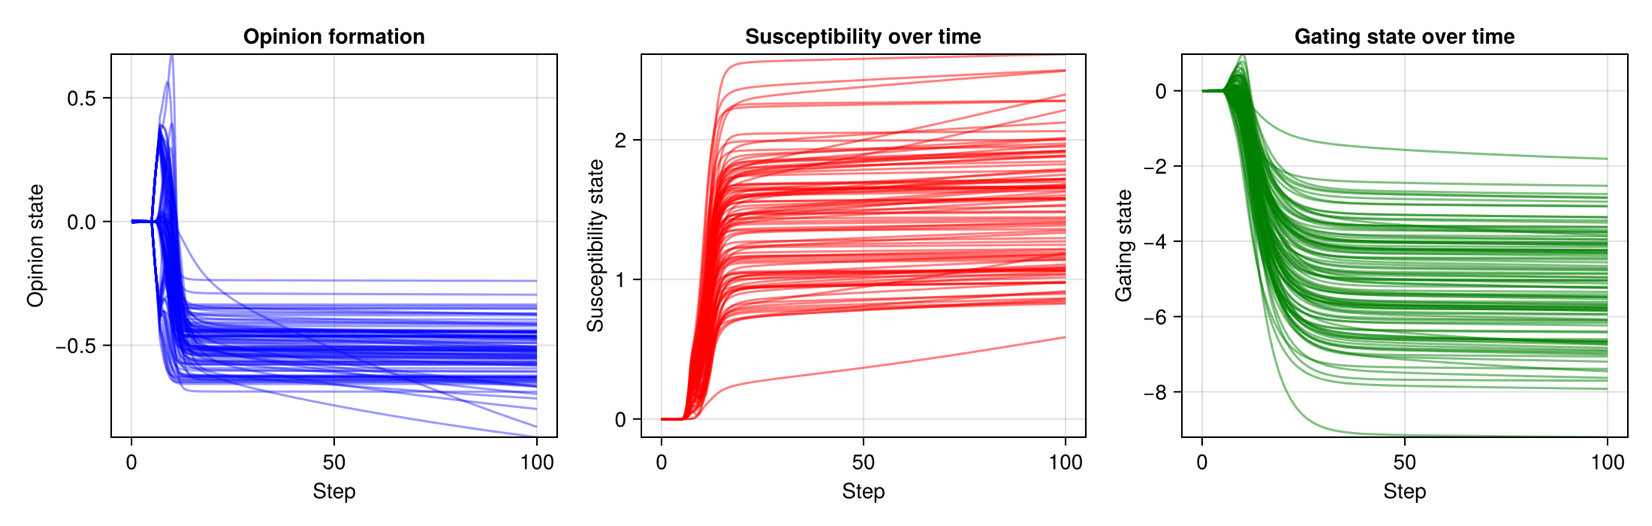 Opinion formation
Opinion state
0.5
0.0
−0.5
0
50
100
Step
Susceptibility over time
Susceptibility state
2
1
0
0
50
100
Step
Gating state over time
Gating state
0
−2
−4
−6
−8
0
50
100
Step